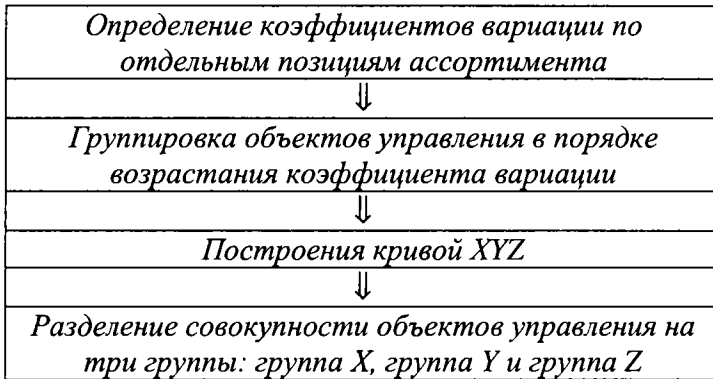 Определение коэффициентов вариации по
отдельным позициям ассортимента
⇓
Группировка объектов управления в порядке
возрастания коэффициента вариации
⇓
Построения кривой XYZ
⇓
Разделение совокупности объектов управления на
три группы: группа X, группа Y и группа Z